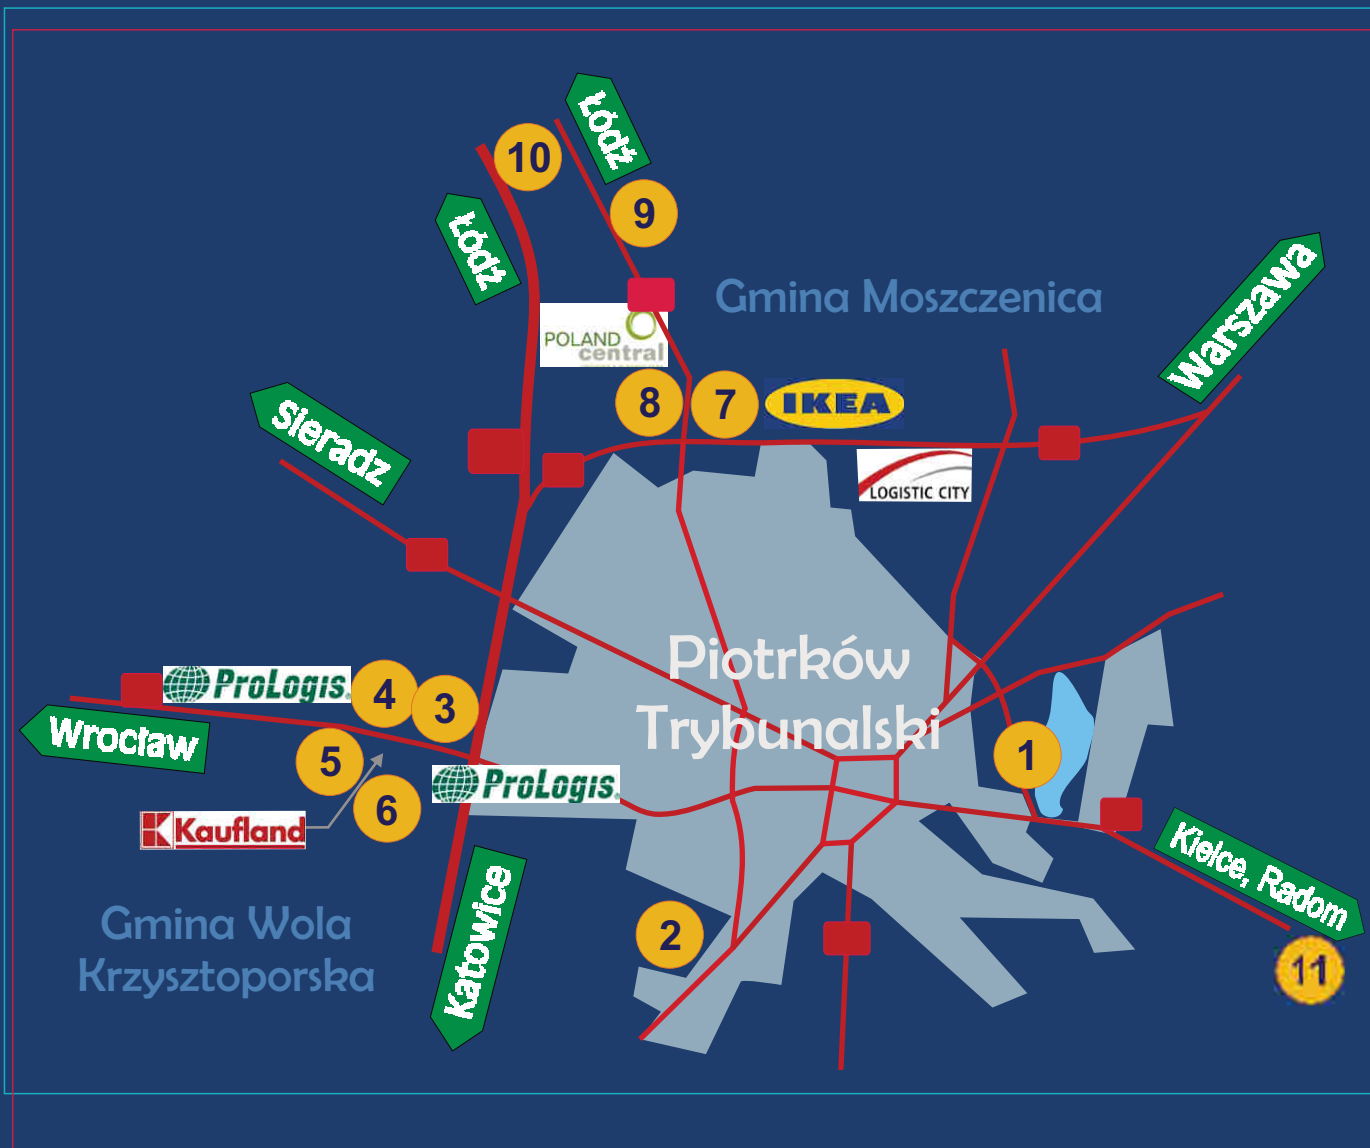 Łódź
10
9
Łódź
Warszawa
Gmina Moszczenica
POLAND
central
8
7
IKEA
sieradz
LOGISTIC CITY
Piotrków
Trybunalski
ProLogis
4
3
Wrocław
5
1
ProLogis
6
Kaufland
Kielce, Radom
Katowice
Gmina Wola
Krzysztoporska
2
11